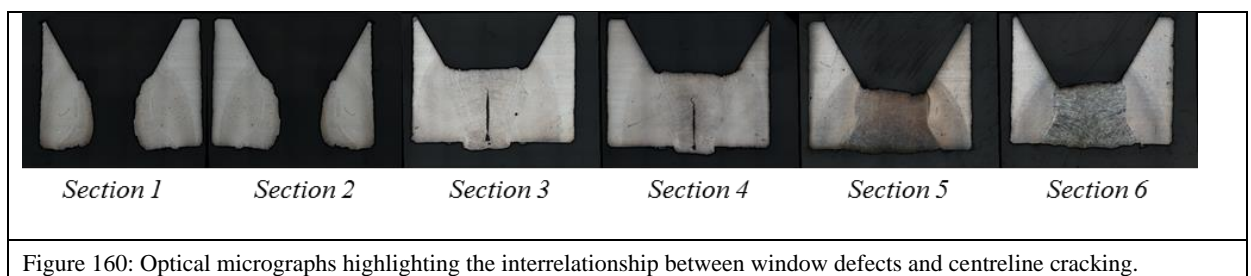 Section 1 Section 2 Section 3 Section 4 Section 5 Section 6
Figure 160: Optical micrographs highlighting the interrelationship between window defects and centreline cracking.